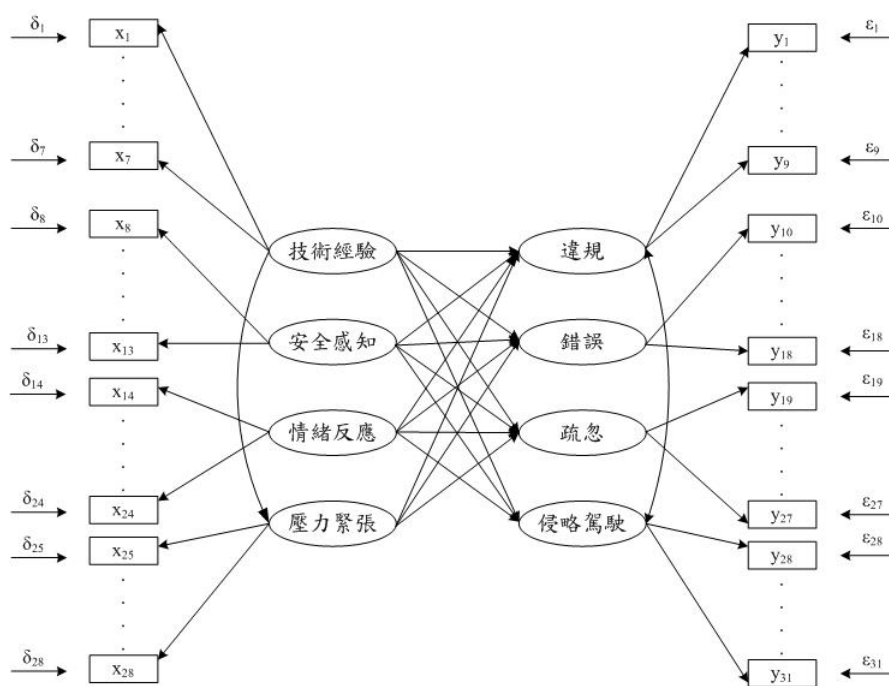 δ1
x1
δ7
x7
δ8
x8
δ13
x13
δ14
x14
δ24
x24
δ25
x25
δ28
x28
技術經驗
安全感知
情緒反應
壓力緊張
違規
錯誤
疏忽
侵略駕駛
y1
ε1
y9
ε9
y10
ε10
y18
ε18
y19
ε19
y27
ε27
y28
ε28
y31
ε31